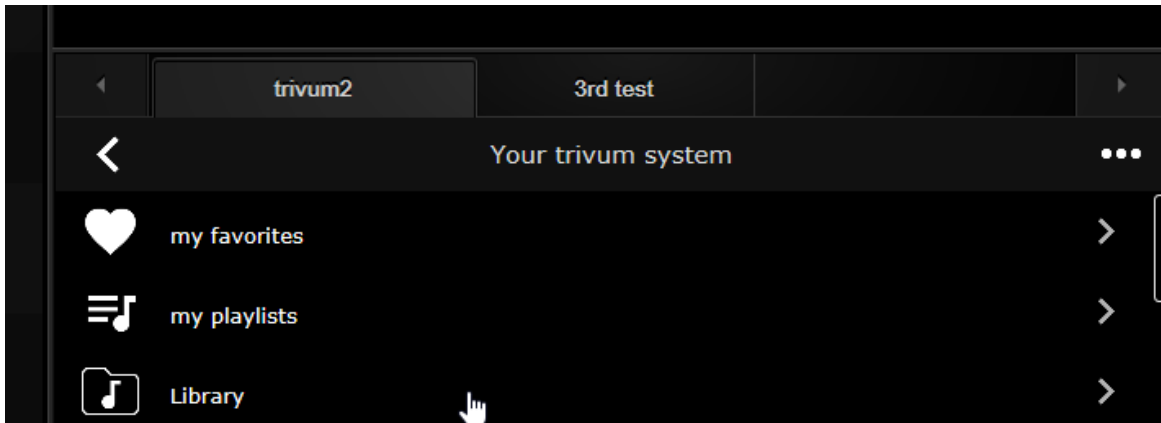 trivum2 3rd test
Your trivum system
my favorites
my playlists
Library